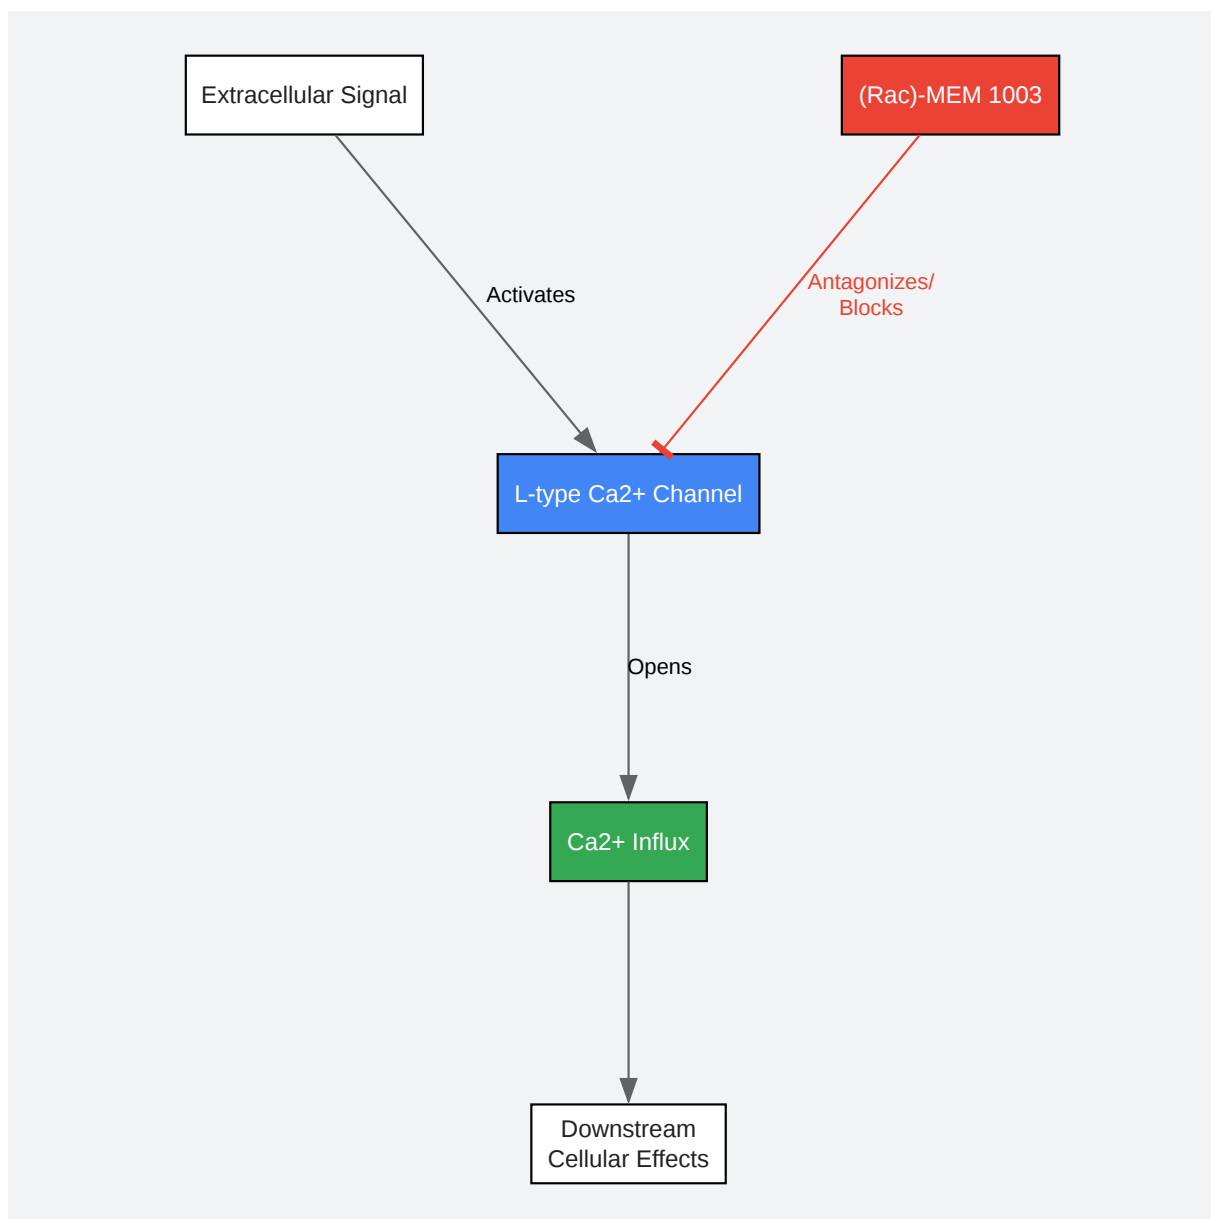 Extracellular Signal
(Rac)-MEM 1003
Activates
Antagonizes/
Blocks
L-type Ca2+ Channel
Opens
Ca2+ Influx
Downstream
Cellular Effects